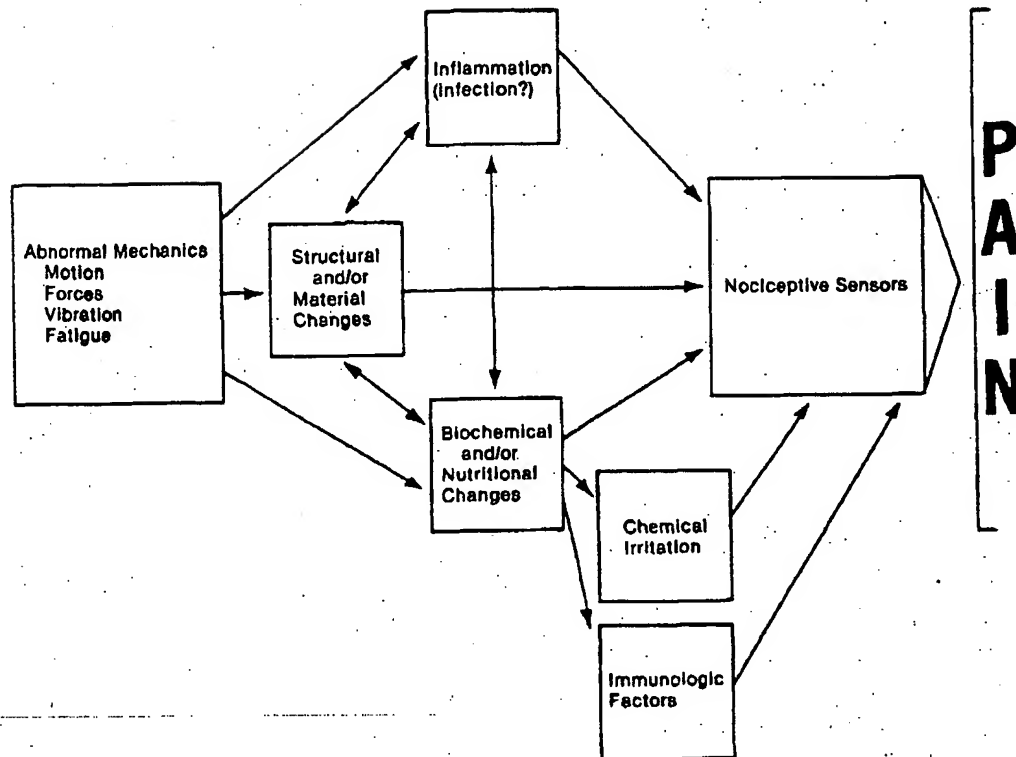 Inflammation
(Infection?)
Abnormal Mechanics
Motion
Forces
Vibration
Fatigue
Structural
and/or
Material
Changes
Nociceptive Sensors
Biochemical
and/or
Nutritional
Changes
Chemical
Irritation
Immunologic
Factors
PAIN